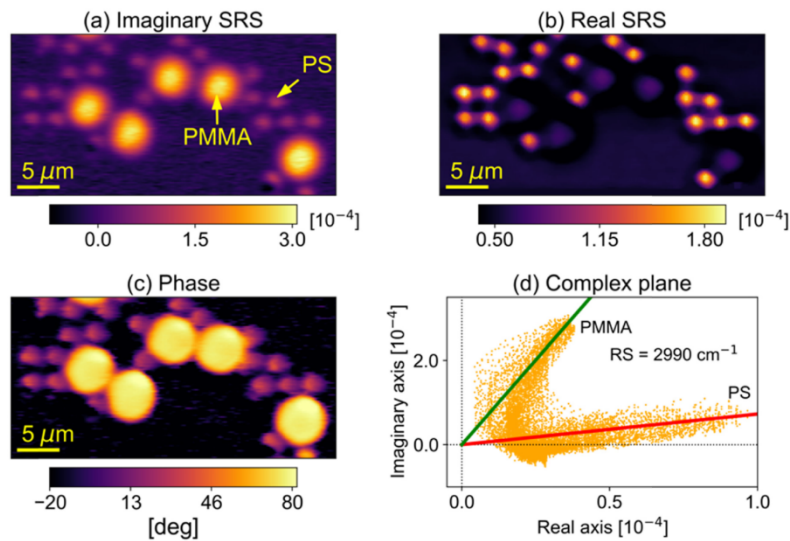 (a) Imaginary SRS
PS
PMMA
5 μm
0.0 1.5 3.0 [10⁻⁴]
(b) Real SRS
5 μm
0.50 1.15 1.80 [10⁻⁴]
(c) Phase
5 μm
−20 13 46 80
[deg]
(d) Complex plane
PMMA
RS = 2990 cm⁻¹
PS
Imaginary axis [10⁻⁴]
2.0
0.0
0.0 0.5 1.0
Real axis [10⁻⁴]